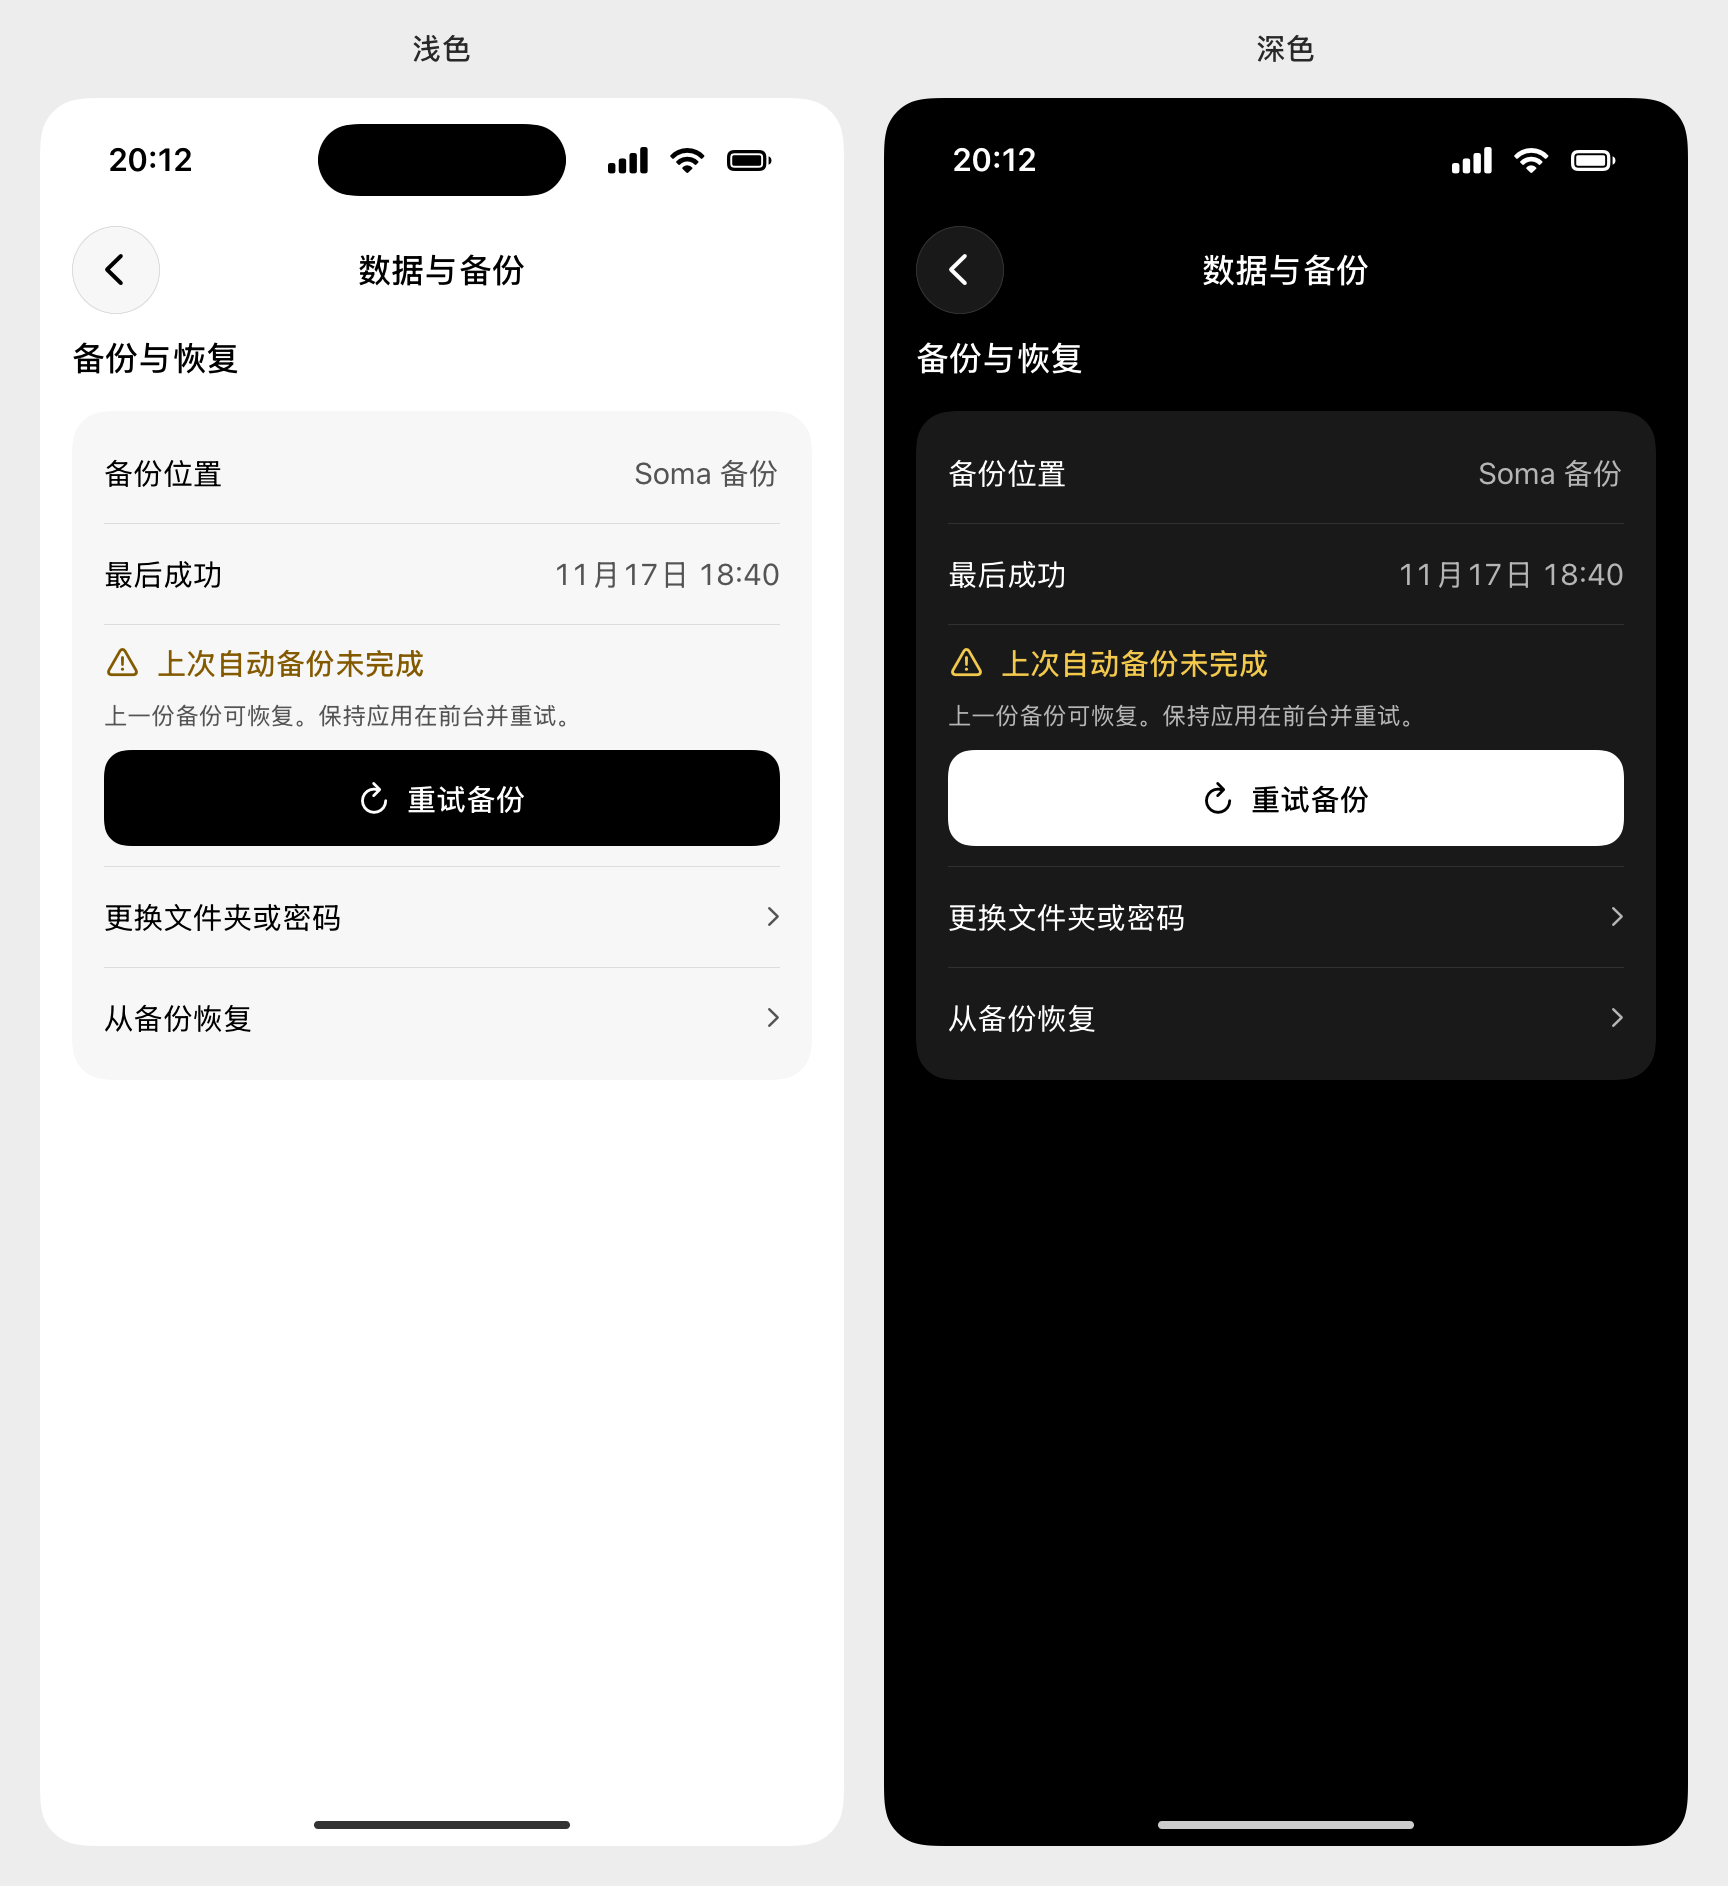 浅色
20:12
数据与备份
备份与恢复
备份位置 Soma 备份
最后成功 11月17日 18:40
上次自动备份未完成
上一份备份可恢复。保持应用在前台并重试。
重试备份
更换文件夹或密码
从备份恢复
深色
20:12
数据与备份
备份与恢复
备份位置 Soma 备份
最后成功 11月17日 18:40
上次自动备份未完成
上一份备份可恢复。保持应用在前台并重试。
重试备份
更换文件夹或密码
从备份恢复